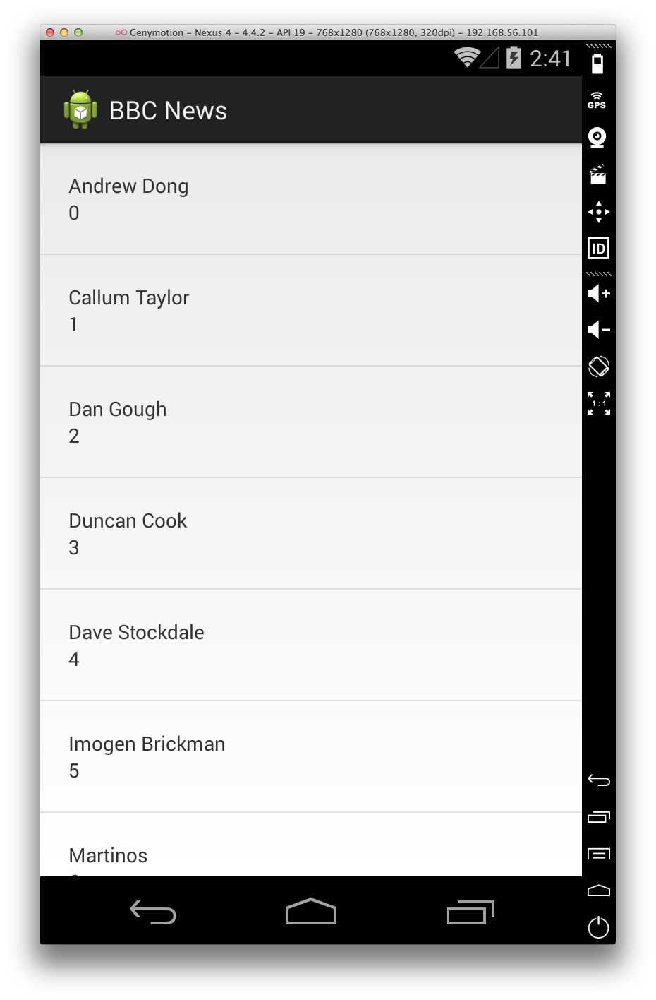 Genymotion – Nexus 4 – 4.4.2 – API 19 – 768x1280 (768x1280, 320dpi) – 192.168.56.101
2:41
BBC News
GPS
Andrew Dong
0
ID
Callum Taylor
1
Dan Gough
2
1:1
Duncan Cook
3
Dave Stockdale
4
Imogen Brickman
5
Martinos